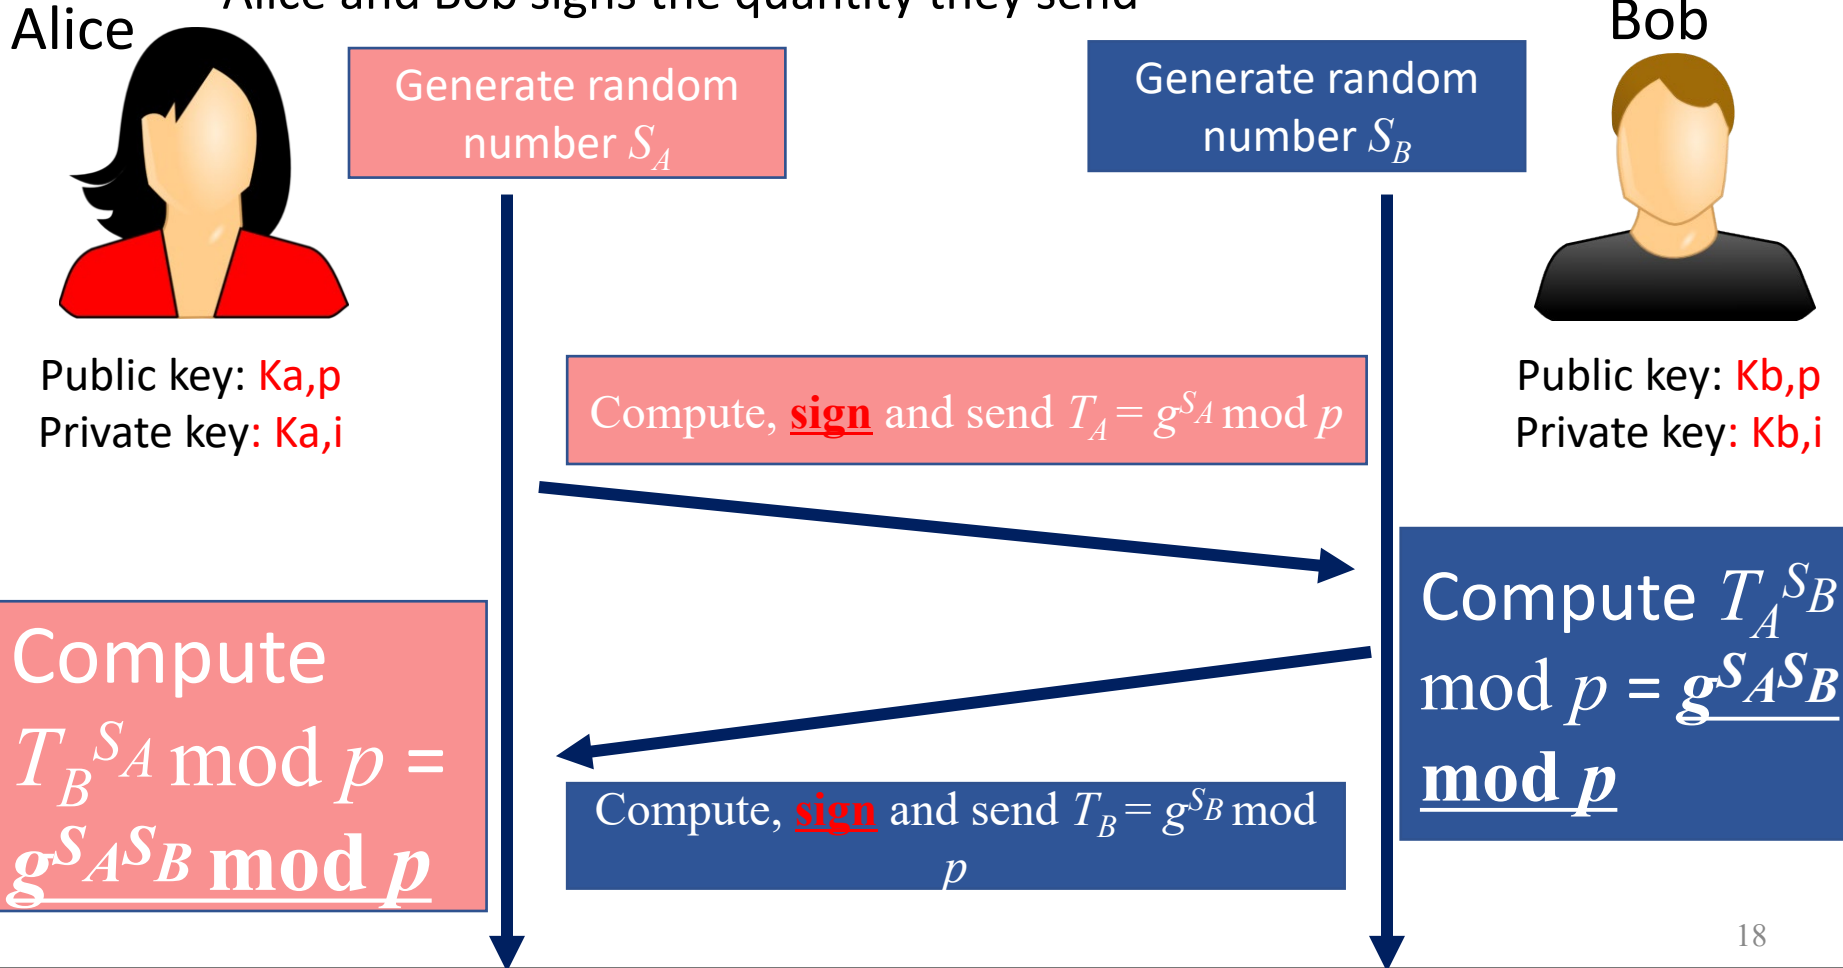 Alice and Bob signs the quantity they send
Alice
Bob
Generate random
number S_A
Generate random
number S_B
Public key: Ka,p
Private key: Ka,i
Public key: Kb,p
Private key: Kb,i
Compute, sign and send T_A = g^{S_A} mod p
Compute T_A^{S_B}
mod p = g^{S_A S_B}
mod p
Compute
T_B^{S_A} mod p =
g^{S_A S_B} mod p
Compute, sign and send T_B = g^{S_B} mod
p
18